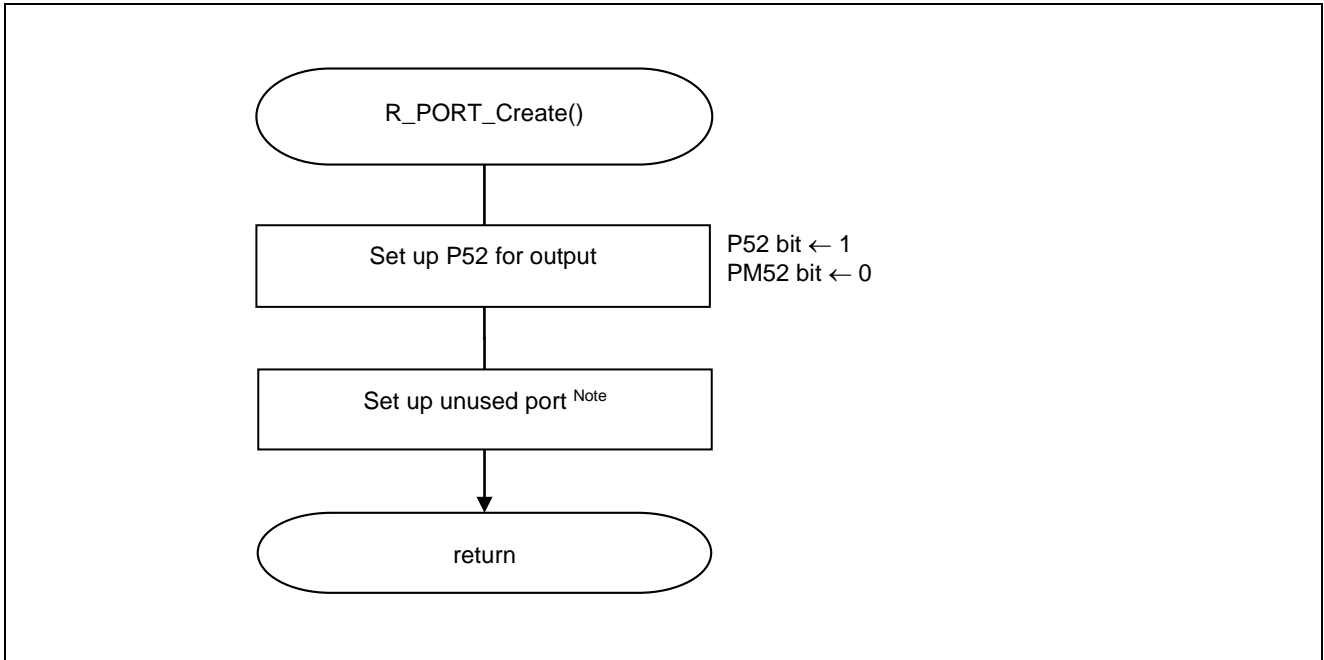 R_PORT_Create()
Set up P52 for output
P52 bit ← 1
PM52 bit ← 0
Set up unused port Note
return